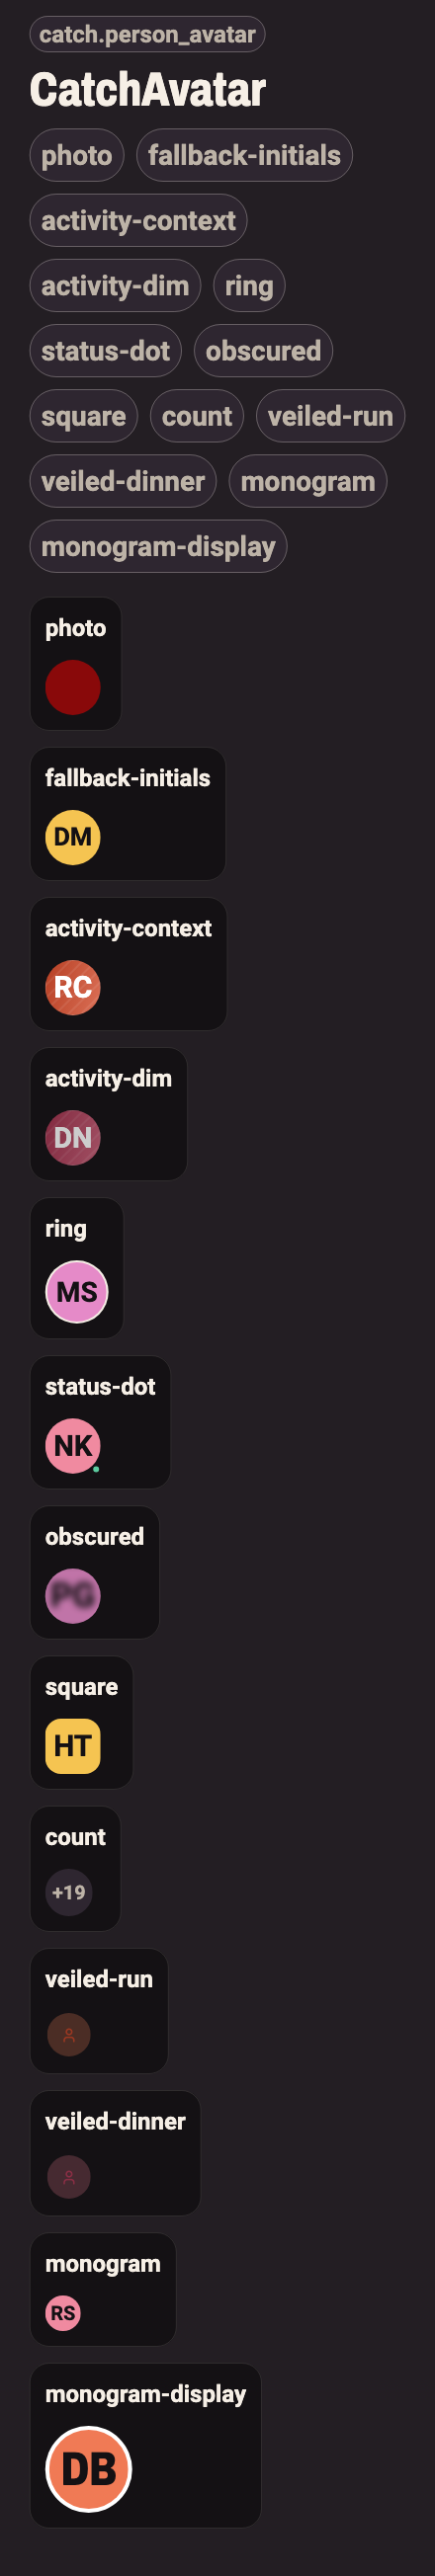 catch.person_avatar
CatchAvatar
photo fallback-initials
activity-context
activity-dim ring
status-dot obscured
square count veiled-run
veiled-dinner monogram
monogram-display
photo
fallback-initials
DM
activity-context
RC
activity-dim
DN
ring
MS
status-dot
NK
obscured
PG
square
HT
count
+19
veiled-run
veiled-dinner
monogram
RS
monogram-display
DB